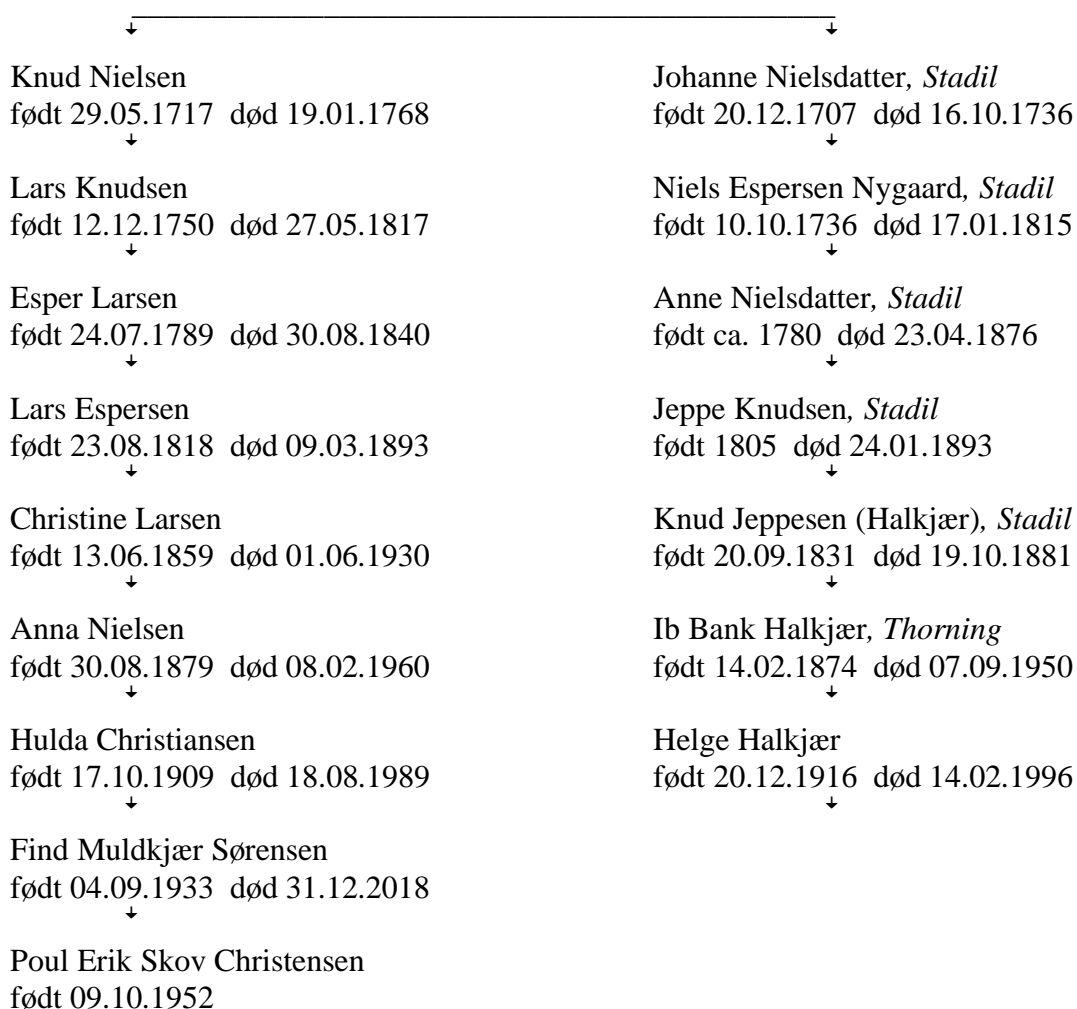 Knud Nielsen
født 29.05.1717 død 19.01.1768
Lars Knudsen
født 12.12.1750 død 27.05.1817
Esper Larsen
født 24.07.1789 død 30.08.1840
Lars Espersen
født 23.08.1818 død 09.03.1893
Christine Larsen
født 13.06.1859 død 01.06.1930
Anna Nielsen
født 30.08.1879 død 08.02.1960
Hulda Christiansen
født 17.10.1909 død 18.08.1989
Find Muldkjær Sørensen
født 04.09.1933 død 31.12.2018
Poul Erik Skov Christensen
født 09.10.1952
Johanne Nielsdatter, Stadil
født 20.12.1707 død 16.10.1736
Niels Espersen Nygaard, Stadil
født 10.10.1736 død 17.01.1815
Anne Nielsdatter, Stadil
født ca. 1780 død 23.04.1876
Jeppe Knudsen, Stadil
født 1805 død 24.01.1893
Knud Jeppesen (Halkjær), Stadil
født 20.09.1831 død 19.10.1881
Ib Bank Halkjær, Thorning
født 14.02.1874 død 07.09.1950
Helge Halkjær
født 20.12.1916 død 14.02.1996